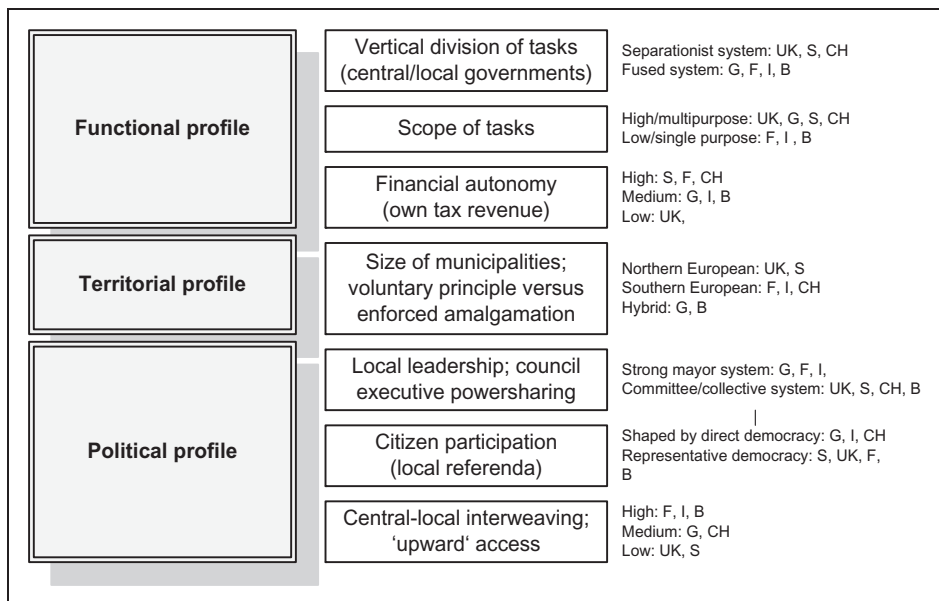 Functional profile
Vertical division of tasks
(central/local governments)
Separationist system: UK, S, CH
Fused system: G, F, I, B
Scope of tasks
High/multipurpose: UK, G, S, CH
Low/single purpose: F, I , B
Financial autonomy
(own tax revenue)
High: S, F, CH
Medium: G, I, B
Low: UK,
Territorial profile
Size of municipalities;
voluntary principle versus
enforced amalgamation
Northern European: UK, S
Southern European: F, I, CH
Hybrid: G, B
Political profile
Local leadership; council
executive powersharing
Strong mayor system: G, F, I,
Committee/collective system: UK, S, CH, B
Citizen participation
(local referenda)
Shaped by direct democracy: G, I, CH
Representative democracy: S, UK, F,
B
Central-local interweaving;
‘upward‘ access
High: F, I, B
Medium: G, CH
Low: UK, S